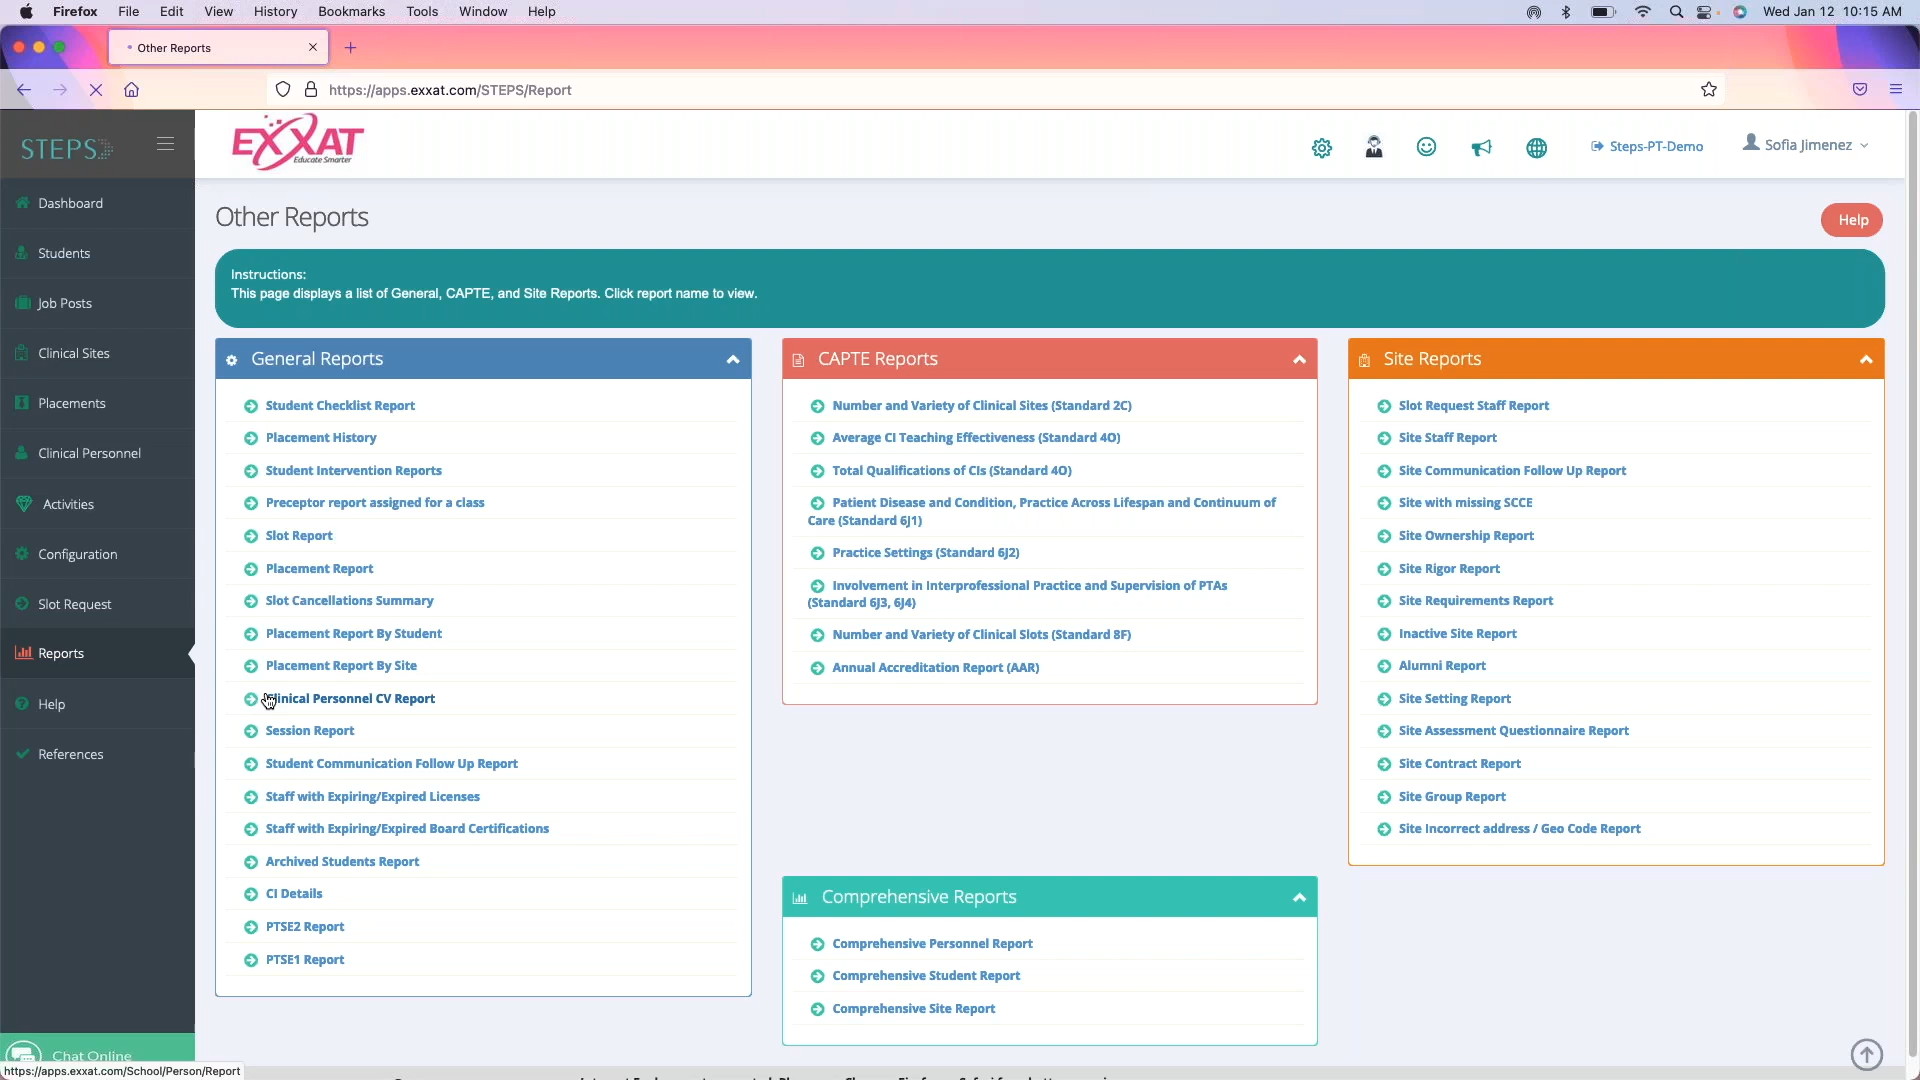 Firefox File Edit View History Bookmarks Tools Window Help
Wed Jan 12 10:15 AM
Other Reports
https://apps.exxat.com/STEPS/Report
STEPS
EXXAT
Educate Smarter
Steps-PT-Demo
Sofia Jimenez
Dashboard
Students
Job Posts
Clinical Sites
Placements
Clinical Personnel
Activities
Configuration
Slot Request
Reports
Help
References
Chat Online
Other Reports
Help
Instructions:
This page displays a list of General, CAPTE, and Site Reports. Click report name to view.
General Reports
Student Checklist Report
Placement History
Student Intervention Reports
Preceptor report assigned for a class
Slot Report
Placement Report
Slot Cancellations Summary
Placement Report By Student
Placement Report By Site
Clinical Personnel CV Report
Session Report
Student Communication Follow Up Report
Staff with Expiring/Expired Licenses
Staff with Expiring/Expired Board Certifications
Archived Students Report
CI Details
PTSE2 Report
PTSE1 Report
CAPTE Reports
Number and Variety of Clinical Sites (Standard 2C)
Average CI Teaching Effectiveness (Standard 4O)
Total Qualifications of CIs (Standard 4O)
Patient Disease and Condition, Practice Across Lifespan and Continuum of
Care (Standard 6J1)
Practice Settings (Standard 6J2)
Involvement in Interprofessional Practice and Supervision of PTAs
(Standard 6J3, 6J4)
Number and Variety of Clinical Slots (Standard 8F)
Annual Accreditation Report (AAR)
Comprehensive Reports
Comprehensive Personnel Report
Comprehensive Student Report
Comprehensive Site Report
Site Reports
Slot Request Staff Report
Site Staff Report
Site Communication Follow Up Report
Site with missing SCCE
Site Ownership Report
Site Rigor Report
Site Requirements Report
Inactive Site Report
Alumni Report
Site Setting Report
Site Assessment Questionnaire Report
Site Contract Report
Site Group Report
Site Incorrect address / Geo Code Report
https://apps.exxat.com/School/Person/Report